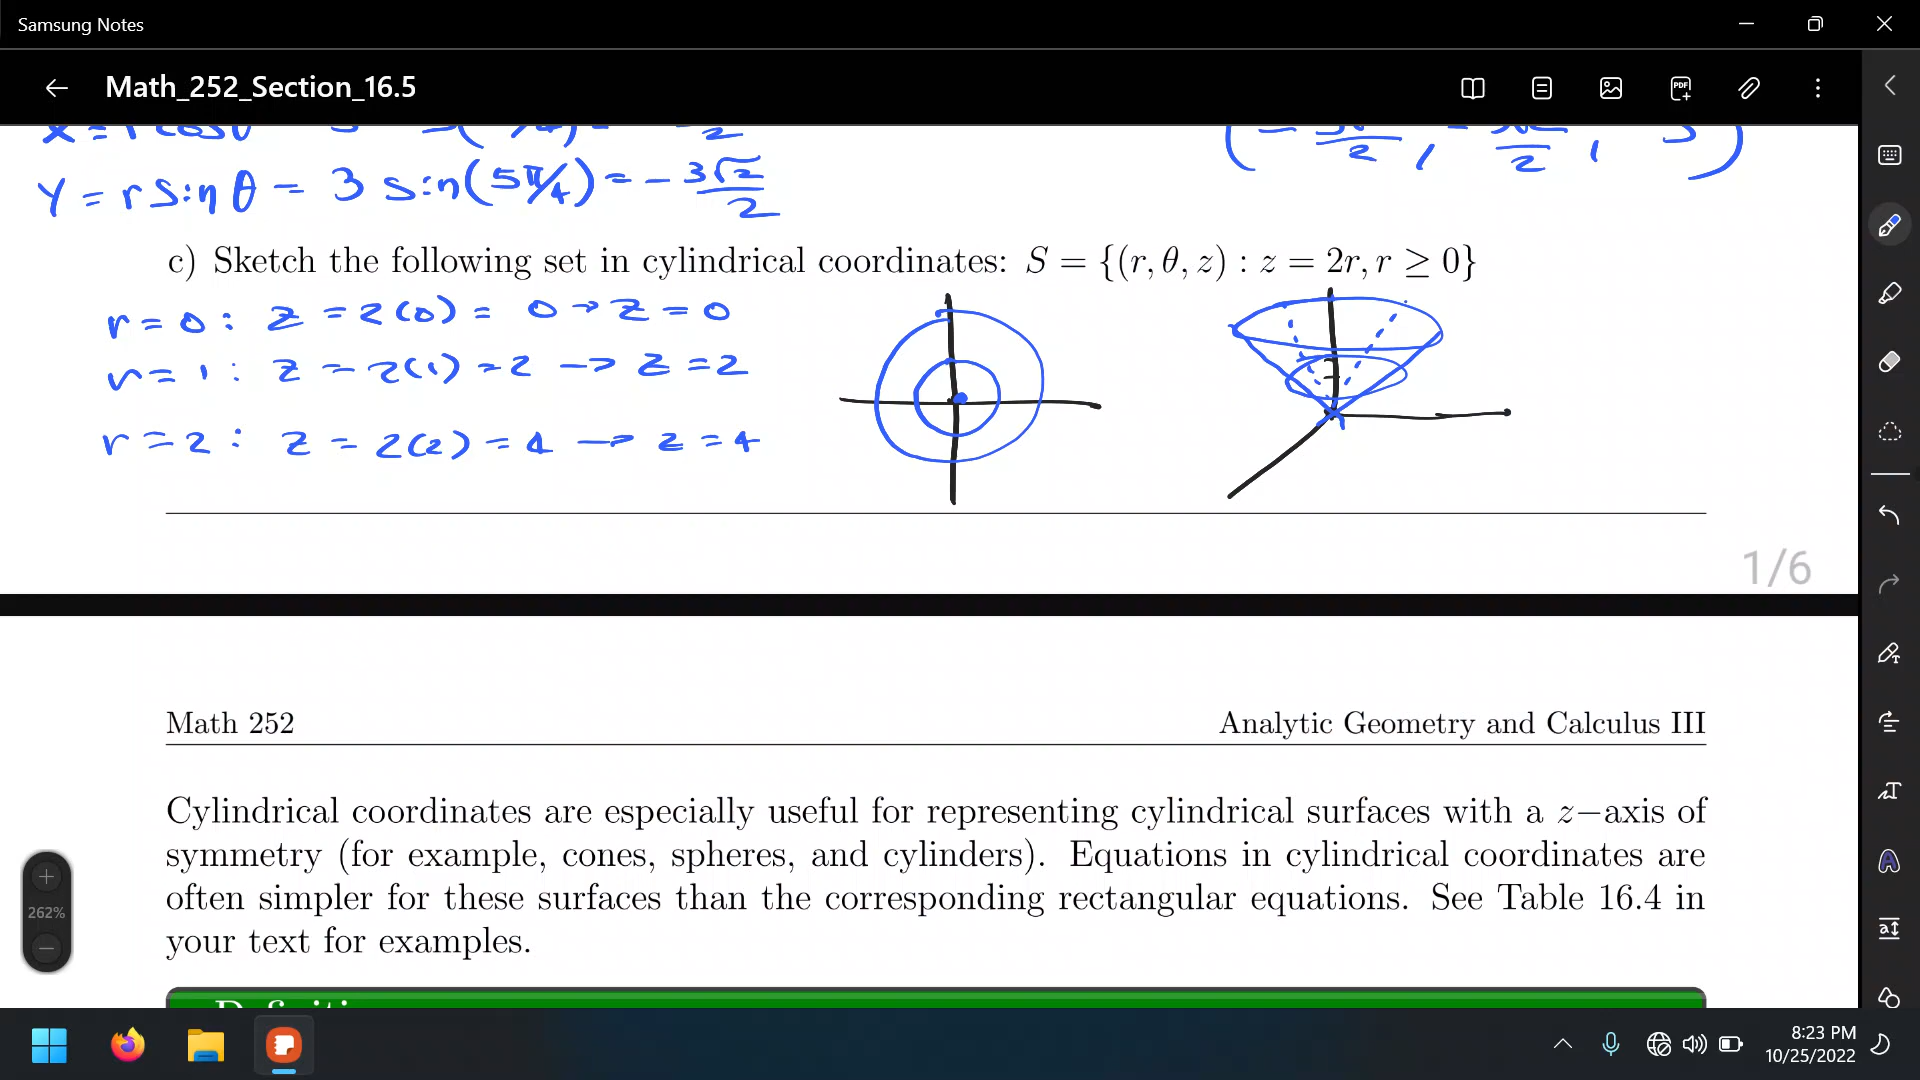 Samsung Notes
Math_252_Section_16.5
y = r sin θ = 3 sin(5π/4) = - 3√2/2
c) Sketch the following set in cylindrical coordinates: S = {(r, θ, z) : z = 2r, r ≥ 0}
r = 0 : z = 2(0) = 0 → z = 0
r = 1 : z = 2(1) = 2 → z = 2
r = 2 : z = 2(2) = 4 → z = 4
1/6
Math 252
Analytic Geometry and Calculus III
Cylindrical coordinates are especially useful for representing cylindrical surfaces with a z−axis of
symmetry (for example, cones, spheres, and cylinders). Equations in cylindrical coordinates are
often simpler for these surfaces than the corresponding rectangular equations. See Table 16.4 in
your text for examples.
262%
8:23 PM
10/25/2022